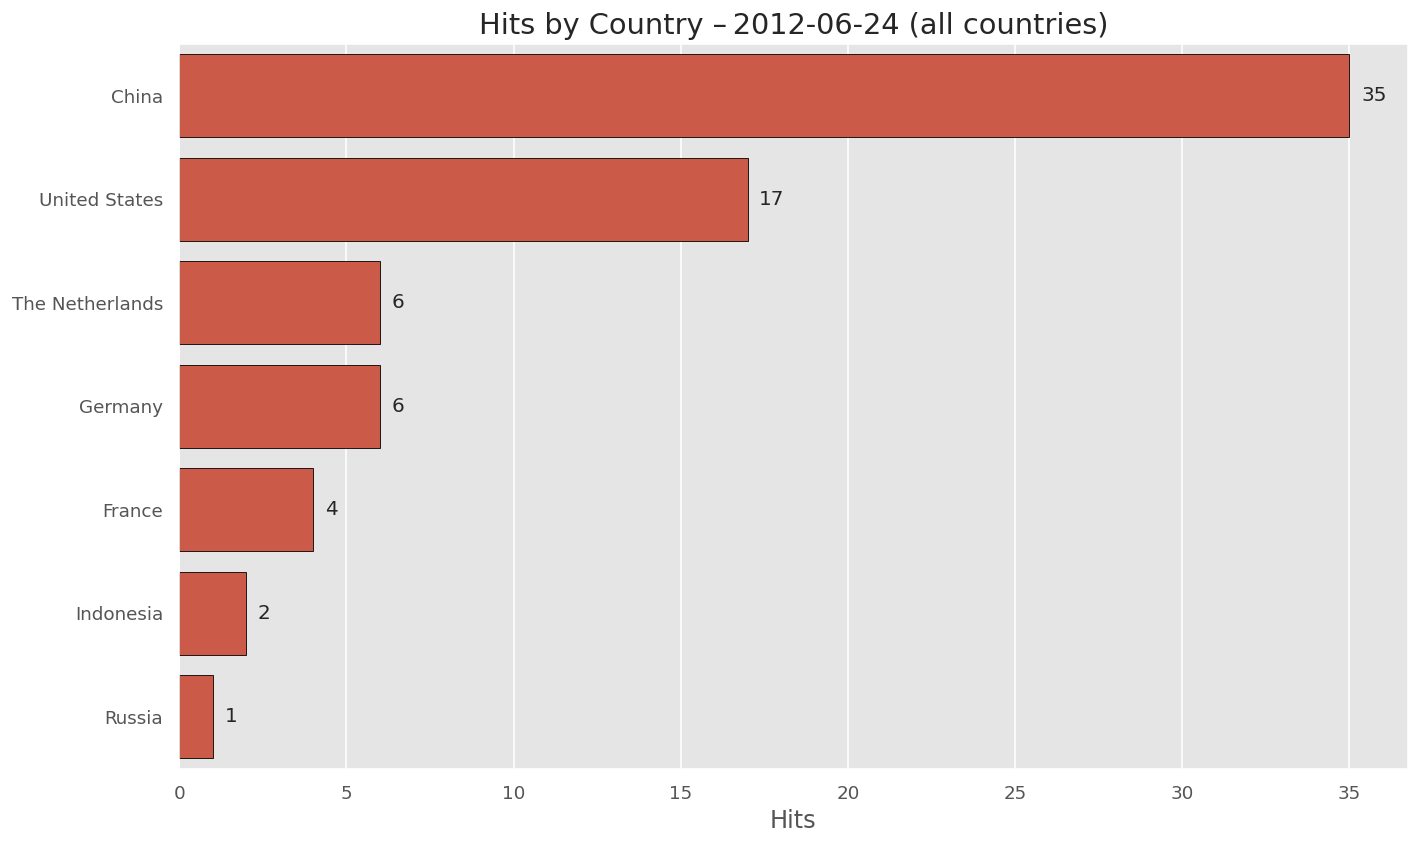 Hits by Country – 2012-06-24 (all countries)
China 35
United States 17
The Netherlands 6
Germany 6
France 4
Indonesia 2
Russia 1
0 5 10 15 20 25 30 35
Hits